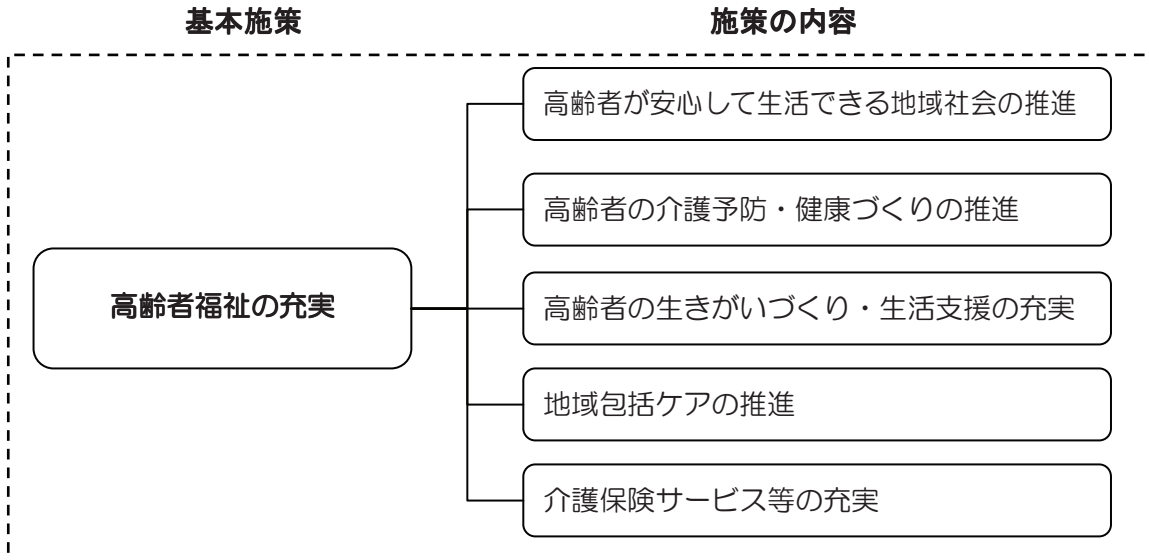 基本施策
施策の内容
高齢者福祉の充実
高齢者が安心して生活できる地域社会の推進
高齢者の介護予防・健康づくりの推進
高齢者の生きがいづくり・生活支援の充実
地域包括ケアの推進
介護保険サービス等の充実